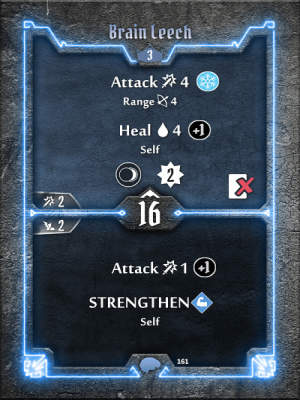 Brain Leech
3
Attack 4
Range 4
Heal 4 +1
Self
2
2
16
2
Attack 1 +1
STRENGTHEN
Self
161